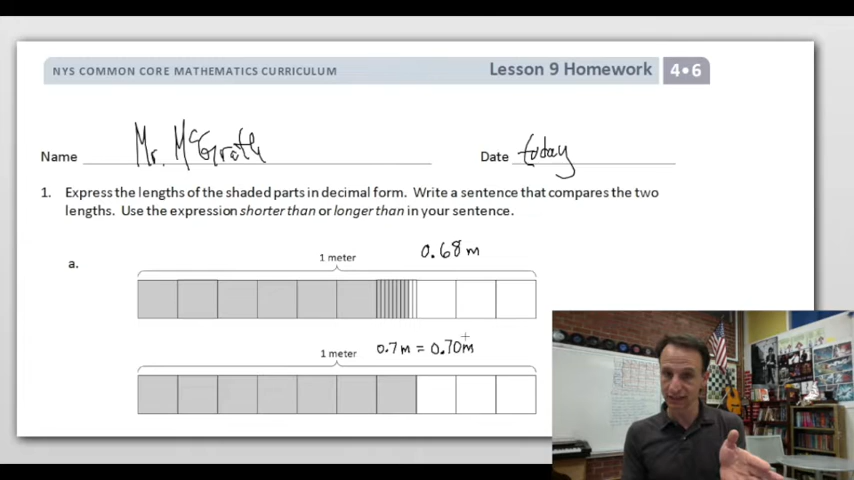 NYS COMMON CORE MATHEMATICS CURRICULUM Lesson 9 Homework 4•6
Name Mr. McGrath Date today
1. Express the lengths of the shaded parts in decimal form. Write a sentence that compares the two
lengths. Use the expression shorter than or longer than in your sentence.
a.
1 meter 0.68 m
1 meter 0.7 m = 0.70m